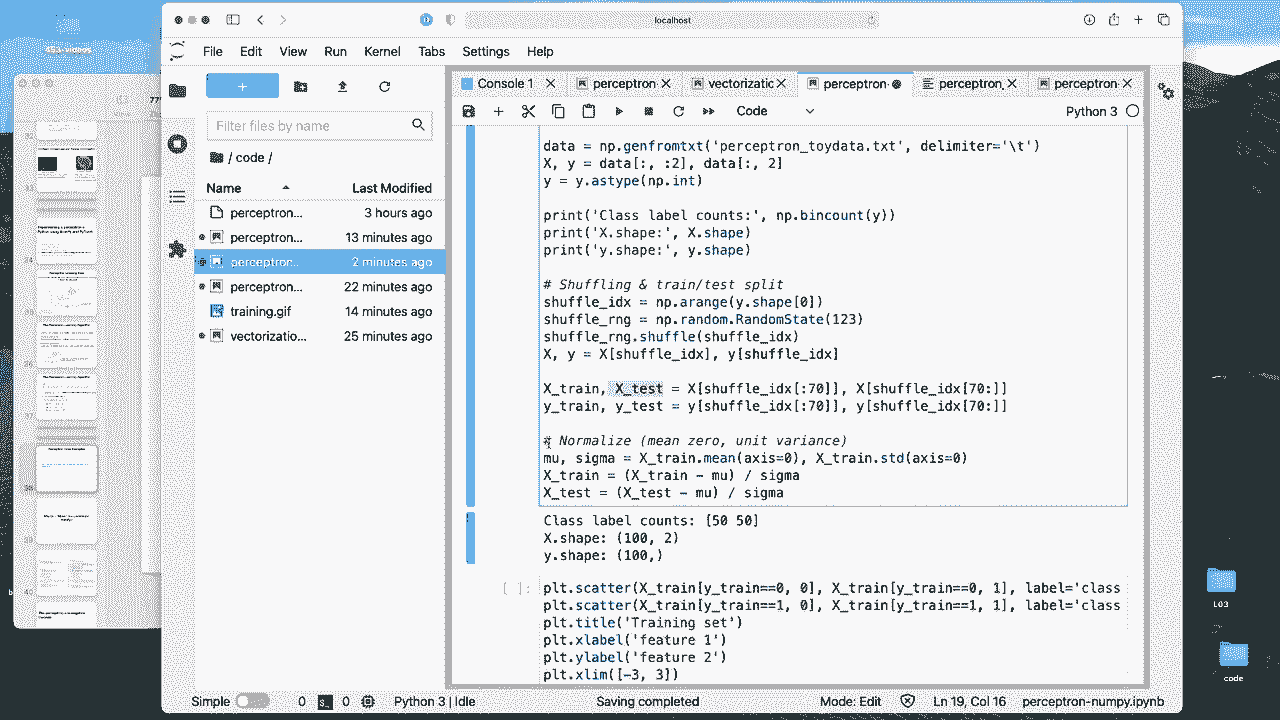 localhost
453-videos
File Edit View Run Kernel Tabs Settings Help
Console 1
perceptron
vectorizatic
perceptron
perceptron_
perceptron
Code
Python 3
Filter files by name
/ code /
Name Last Modified
perceptron... 3 hours ago
perceptron... 13 minutes ago
perceptron... 2 minutes ago
perceptron... 22 minutes ago
training.gif 14 minutes ago
vectorizatio... 25 minutes ago
data = np.genfromtxt('perceptron_toydata.txt', delimiter='\t')
X, y = data[:, :2], data[:, 2]
y = y.astype(np.int)
print('Class label counts:', np.bincount(y))
print('X.shape:', X.shape)
print('y.shape:', y.shape)
# Shuffling & train/test split
shuffle_idx = np.arange(y.shape[0])
shuffle_rng = np.random.RandomState(123)
shuffle_rng.shuffle(shuffle_idx)
X, y = X[shuffle_idx], y[shuffle_idx]
X_train, X_test = X[shuffle_idx[:70]], X[shuffle_idx[70:]]
y_train, y_test = y[shuffle_idx[:70]], y[shuffle_idx[70:]]
# Normalize (mean zero, unit variance)
mu, sigma = X_train.mean(axis=0), X_train.std(axis=0)
X_train = (X_train - mu) / sigma
X_test = (X_test - mu) / sigma
Class label counts: [50 50]
X.shape: (100, 2)
y.shape: (100,)
[ ]:
plt.scatter(X_train[y_train==0, 0], X_train[y_train==0, 1], label='class
plt.scatter(X_train[y_train==1, 0], X_train[y_train==1, 1], label='class
plt.title('Training set')
plt.xlabel('feature 1')
plt.ylabel('feature 2')
plt.xlim([-3, 3])
L03
code
Simple 0 0 Python 3 | Idle Saving completed Mode: Edit Ln 19, Col 16 perceptron-numpy.ipynb